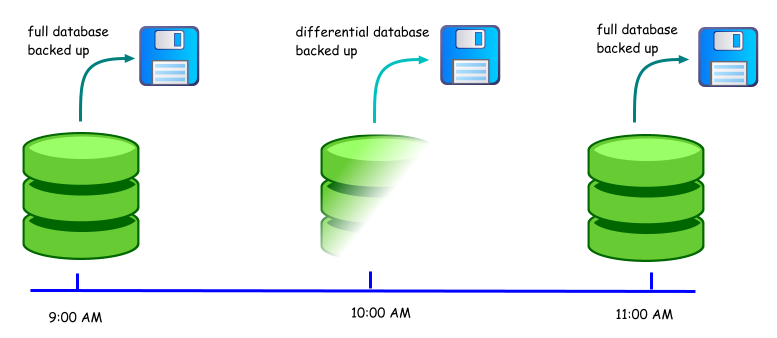 full database
backed up
differential database
backed up
full database
backed up
9:00 AM
10:00 AM
11:00 AM